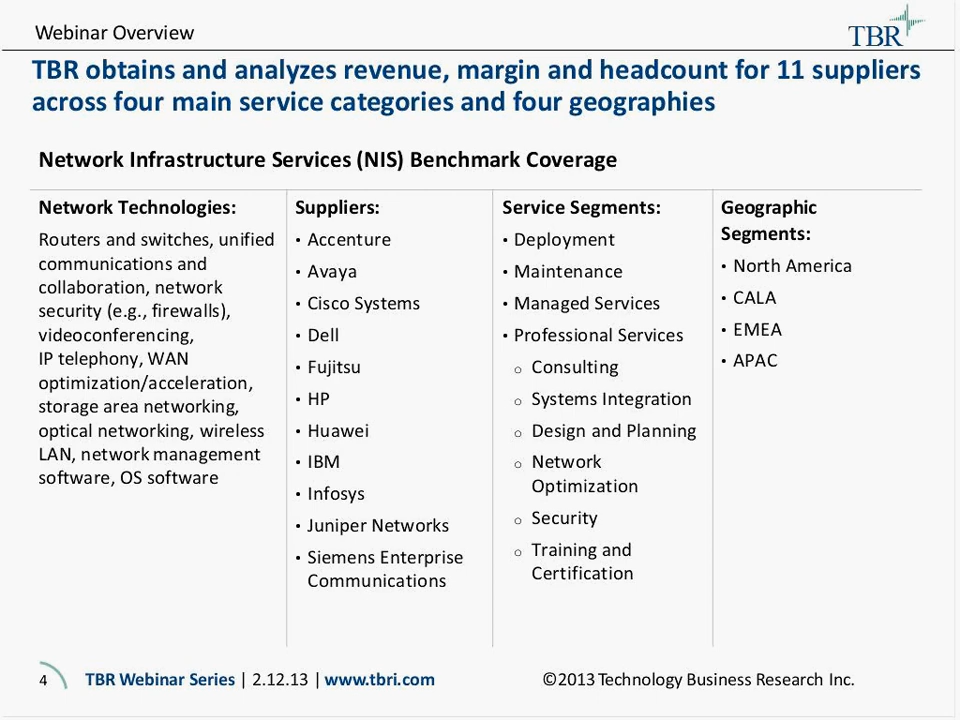 Webinar Overview
TBR
TBR obtains and analyzes revenue, margin and headcount for 11 suppliers
across four main service categories and four geographies
Network Infrastructure Services (NIS) Benchmark Coverage
Network Technologies:
Routers and switches, unified
communications and
collaboration, network
security (e.g., firewalls),
videoconferencing,
IP telephony, WAN
optimization/acceleration,
storage area networking,
optical networking, wireless
LAN, network management
software, OS software
Suppliers:
• Accenture
• Avaya
• Cisco Systems
• Dell
• Fujitsu
• HP
• Huawei
• IBM
• Infosys
• Juniper Networks
• Siemens Enterprise
Communications
Service Segments:
• Deployment
• Maintenance
• Managed Services
• Professional Services
o Consulting
o Systems Integration
o Design and Planning
o Network
Optimization
o Security
o Training and
Certification
Geographic
Segments:
• North America
• CALA
• EMEA
• APAC
4 TBR Webinar Series | 2.12.13 | www.tbri.com ©2013 Technology Business Research Inc.